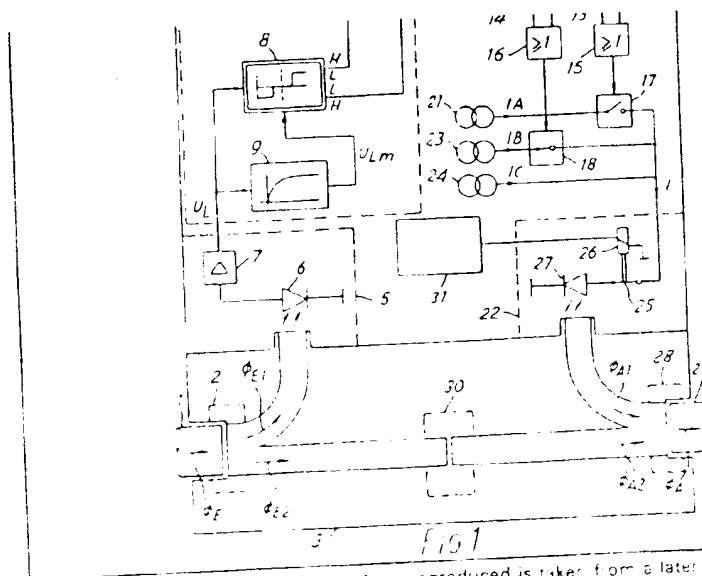 14
8
H
L
L
H
16
≥1
≥1
15
17
21
1A
23
1B
18
24
1C
9
U_Lm
U_L
7
6
5
31
27
26
22
25
1
2
Φ_E1
30
Φ_A1
28
Φ_E
Φ_E2
Φ_A2
Φ_A
3
Fig 1
is taken from a later